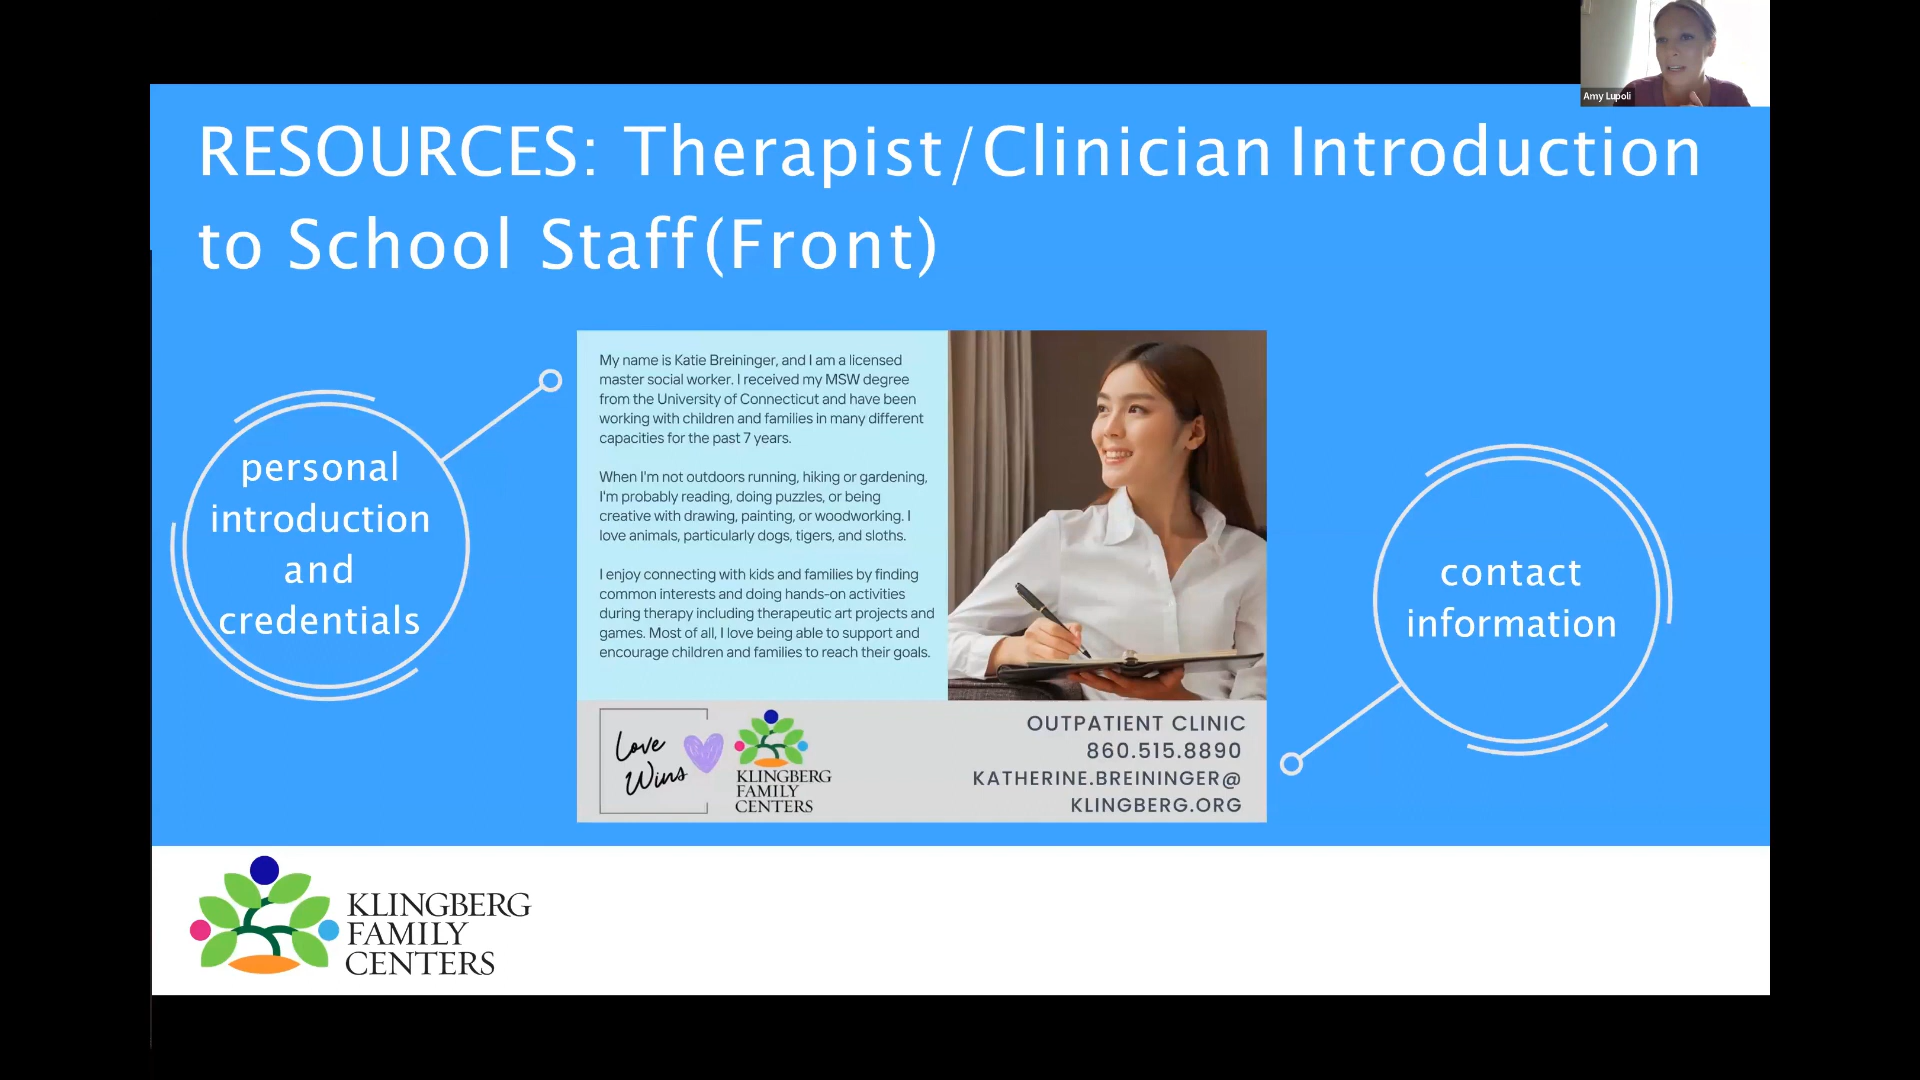 Amy Lupoli
RESOURCES: Therapist/Clinician Introduction
to School Staff(Front)
personal
introduction
and
credentials
My name is Katie Breininger, and I am a licensed
master social worker. I received my MSW degree
from the University of Connecticut and have been
working with children and families in many different
capacities for the past 7 years.
When I'm not outdoors running, hiking or gardening,
I'm probably reading, doing puzzles, or being
creative with drawing, painting, or woodworking. I
love animals, particularly dogs, tigers, and sloths.
I enjoy connecting with kids and families by finding
common interests and doing hands-on activities
during therapy including therapeutic art projects and
games. Most of all, I love being able to support and
encourage children and families to reach their goals.
Love
Wins
KLINGBERG
FAMILY
CENTERS
OUTPATIENT CLINIC
860.515.8890
KATHERINE.BREININGER@
KLINGBERG.ORG
contact
information
KLINGBERG
FAMILY
CENTERS